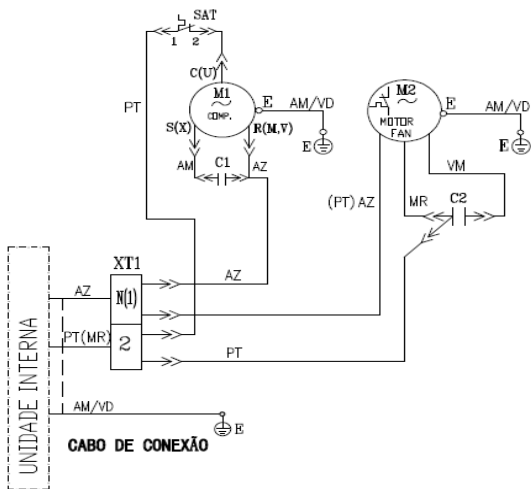 SAT
1 2
C(U)
PT
M1
COMP.
E
AM/VD
S(X)
R(M,V)
E
AM
C1
AZ
M2
MOTOR
FAN
E
AM/VD
E
VM
(PT)AZ
MR
C2
XT1
AZ
N(1)
AZ
PT(MR)
2
PT
AM/VD
E
UNIDADE INTERNA
CABO DE CONEXÃO